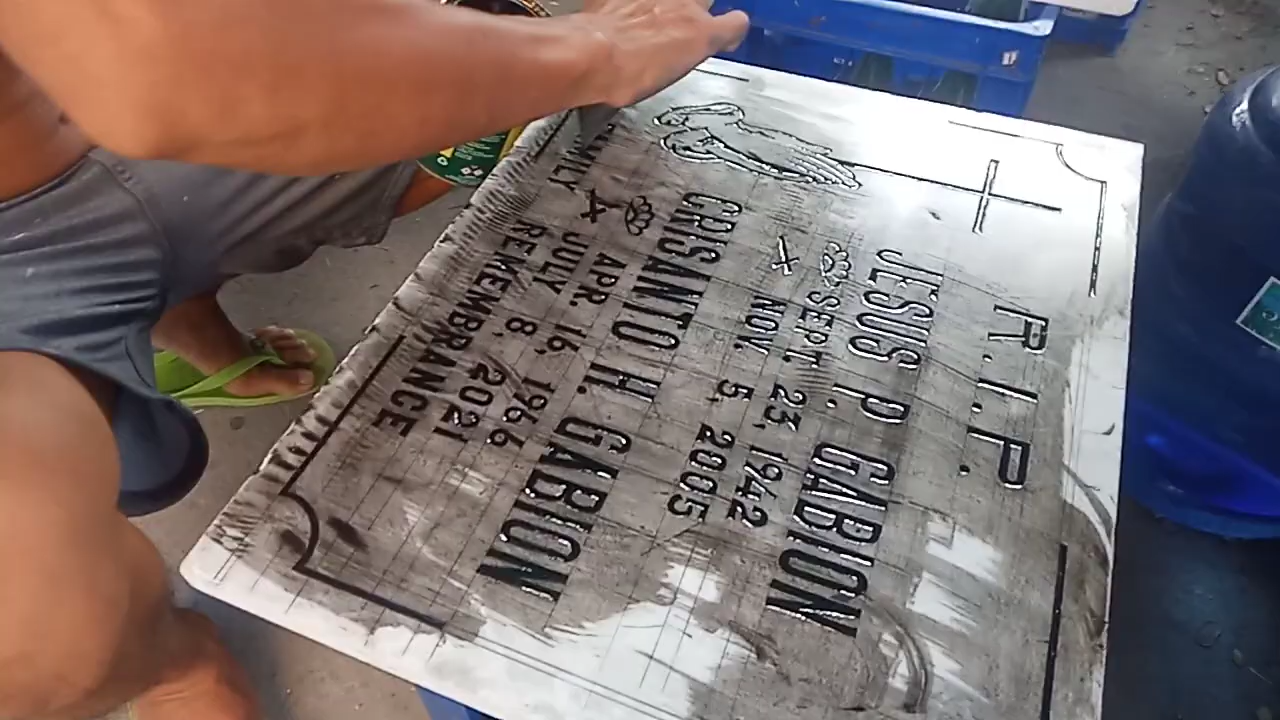 R.I.P.
JESUS P. GABION
SEPT. 23, 1942
NOV. 5, 2005
CRISANTO H. GABION
APR. 16, 1966
JULY 8, 2021
REMEMBRANCE